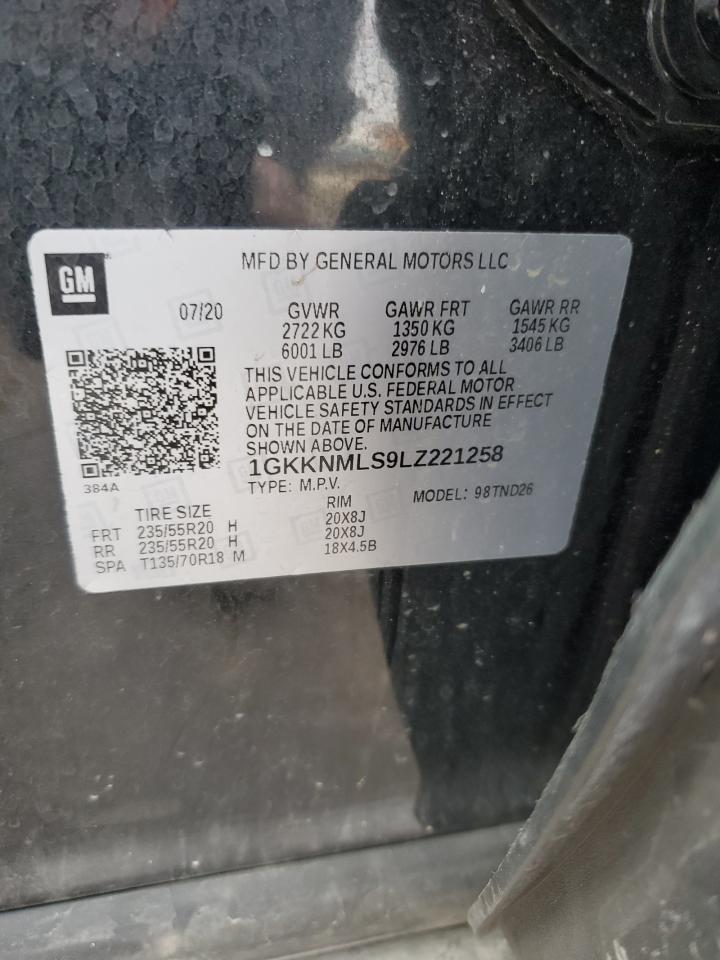 GM
MFD BY GENERAL MOTORS LLC
07/20 GVWR GAWR FRT GAWR RR
2722 KG 1350 KG 1545 KG
6001 LB 2976 LB 3406 LB
THIS VEHICLE CONFORMS TO ALL
APPLICABLE U.S. FEDERAL MOTOR
VEHICLE SAFETY STANDARDS IN EFFECT
ON THE DATE OF MANUFACTURE
SHOWN ABOVE.
1GKKNMLS9LZ221258
384A
TYPE: M.P.V. MODEL: 98TND26
TIRE SIZE RIM
FRT 235/55R20 H 20X8J
RR 235/55R20 H 20X8J
SPA T135/70R18 M 18X4.5B